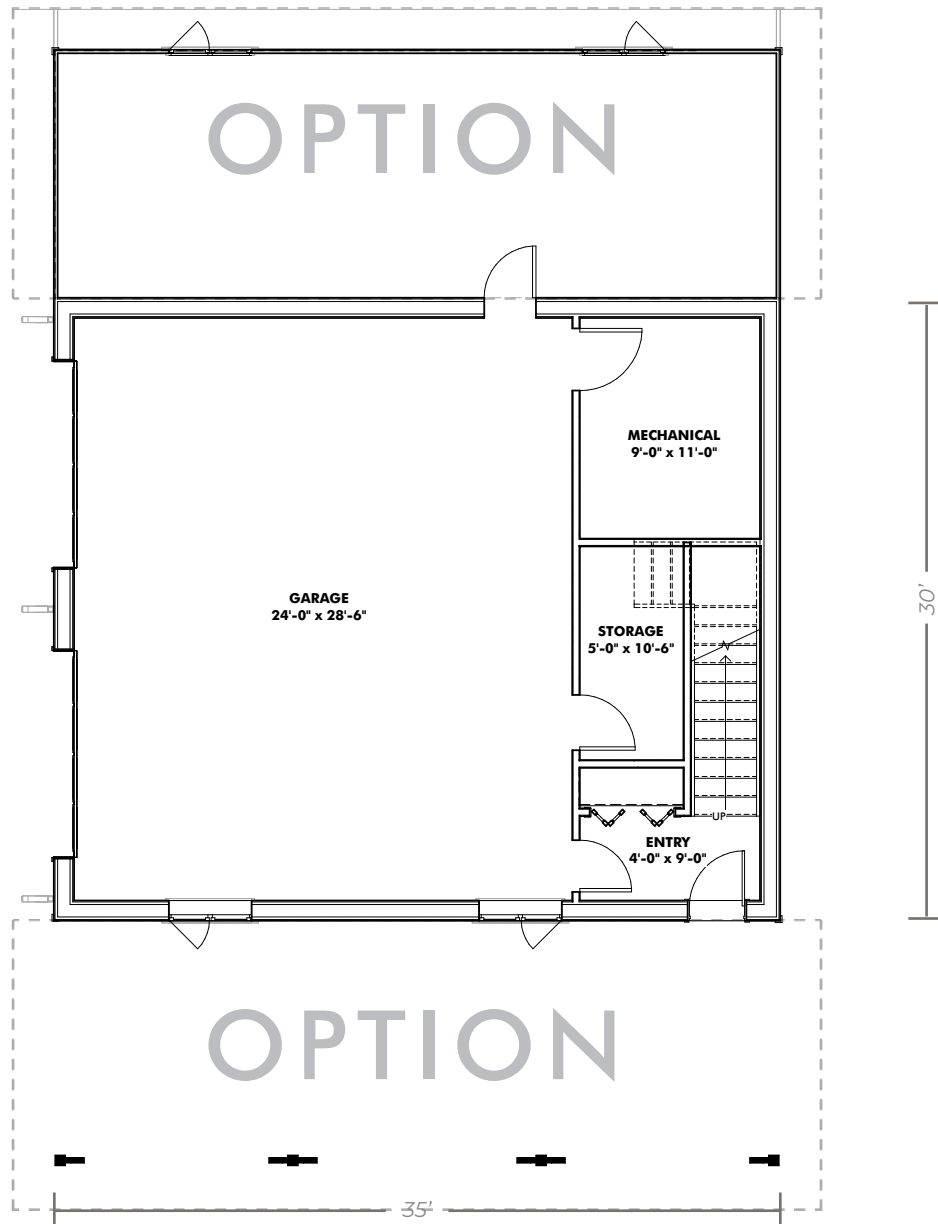 OPTION
MECHANICAL
9'-0" x 11'-0"
GARAGE
24'-0" x 28'-6"
30'
STORAGE
5'-0" x 10'-6"
UP
ENTRY
4'-0" x 9'-0"
OPTION
35'